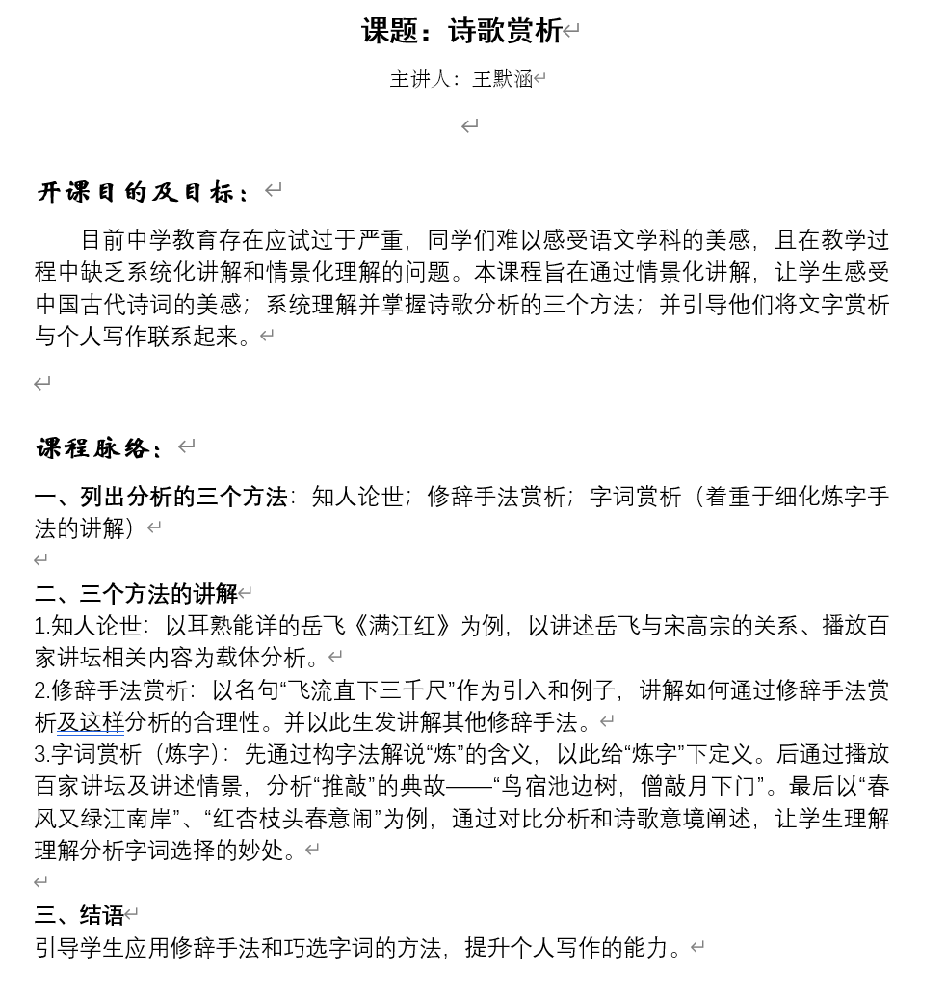 课题：诗歌赏析
主讲人：王默涵
开课目的及目标：
目前中学教育存在应试过于严重，同学们难以感受语文学科的美感，且在教学过
程中缺乏系统化讲解和情景化理解的问题。本课程旨在通过情景化讲解，让学生感受
中国古代诗词的美感；系统理解并掌握诗歌分析的三个方法；并引导他们将文字赏析
与个人写作联系起来。
课程脉络：
一、列出分析的三个方法：知人论世；修辞手法赏析；字词赏析（着重于细化炼字手
法的讲解）
二、三个方法的讲解
1.知人论世：以耳熟能详的岳飞《满江红》为例，以讲述岳飞与宋高宗的关系、播放百
家讲坛相关内容为载体分析。
2.修辞手法赏析：以名句“飞流直下三千尺”作为引入和例子，讲解如何通过修辞手法赏
析及这样分析的合理性。并以此生发讲解其他修辞手法。
3.字词赏析（炼字）：先通过构字法解说“炼”的含义，以此给“炼字”下定义。后通过播放
百家讲坛及讲述情景，分析“推敲”的典故——“鸟宿池边树，僧敲月下门”。最后以“春
风又绿江南岸”、“红杏枝头春意闹”为例，通过对比分析和诗歌意境阐述，让学生理解
理解分析字词选择的妙处。
三、结语
引导学生应用修辞手法和巧选字词的方法，提升个人写作的能力。